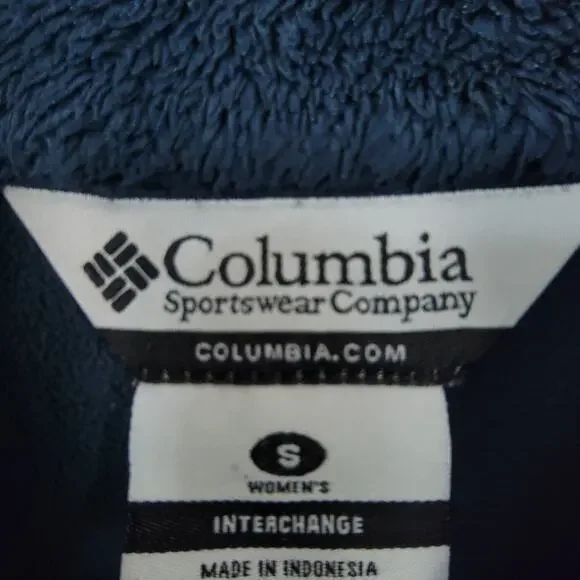 Columbia
Sportswear Company
COLUMBIA.COM
S
WOMEN'S
INTERCHANGE
MADE IN INDONESIA